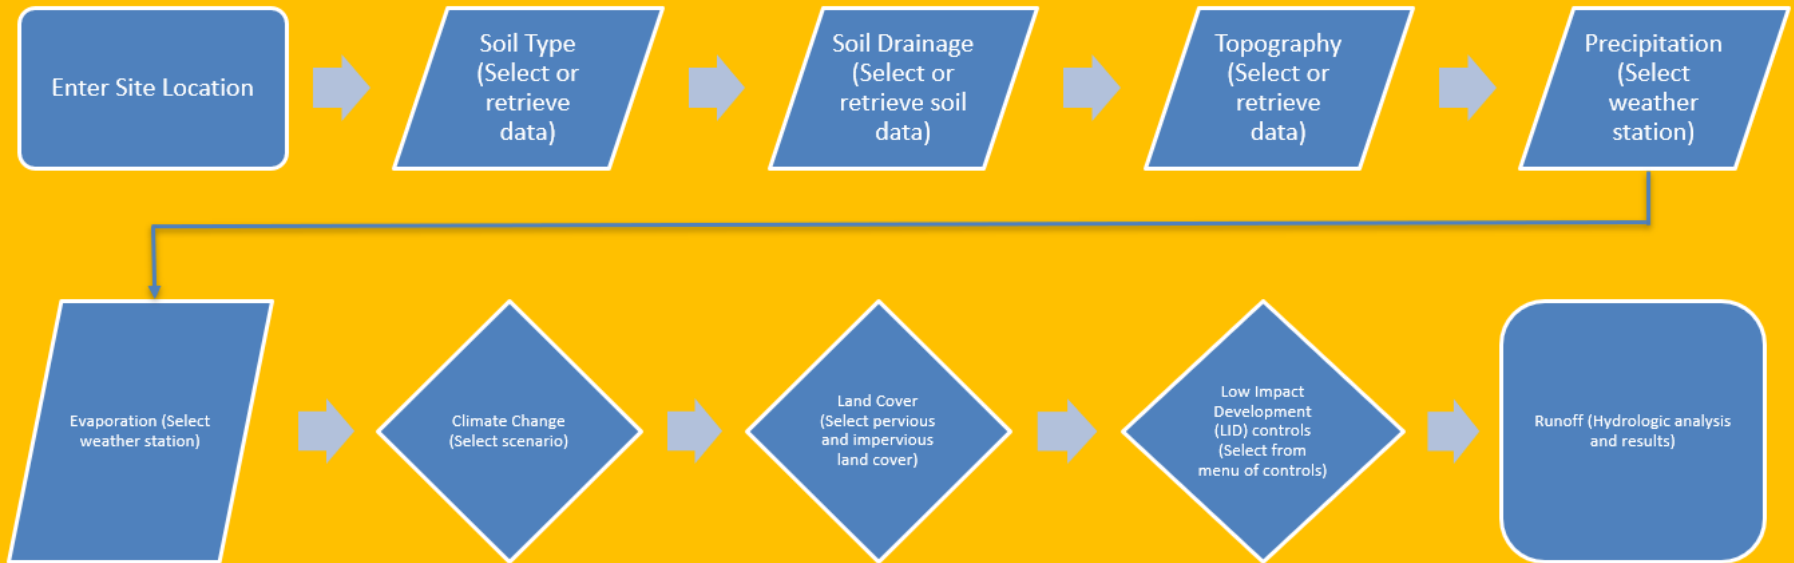 Enter Site Location
Soil Type
(Select or
retrieve
data)
Soil Drainage
(Select or
retrieve soil
data)
Topography
(Select or
retrieve
data)
Precipitation
(Select
weather
station)
Evaporation (Select
weather station)
Climate Change
(Select scenario)
Land Cover
(Select pervious
and impervious
land cover)
Low Impact
Development
(LID) controls
(Select from
menu of controls)
Runoff (Hydrologic analysis
and results)